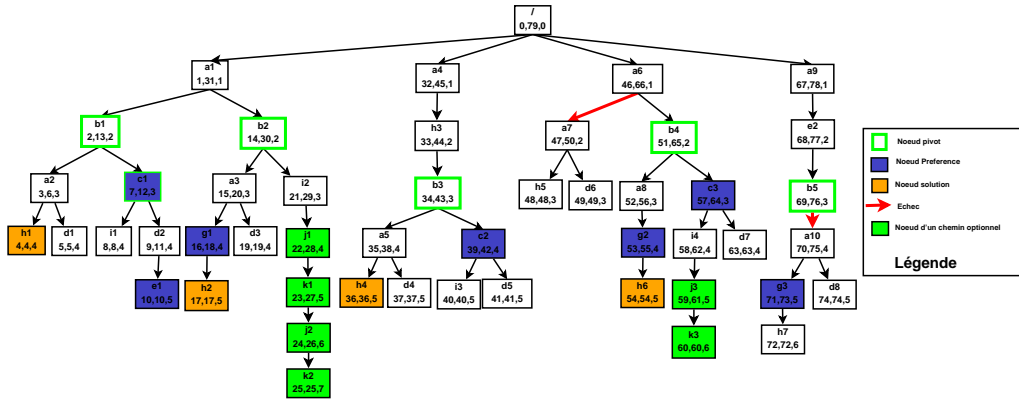 /
0,79,0
a1
1,31,1
a4
32,45,1
a6
46,66,1
a9
67,78,1
b1
2,13,2
b2
14,30,2
h3
33,44,2
a7
47,50,2
b4
51,65,2
e2
68,77,2
a2
3,6,3
c1
7,12,3
a3
15,20,3
i2
21,29,3
b3
34,43,3
h5
48,48,3
d6
49,49,3
a8
52,56,3
c3
57,64,3
b5
69,76,3
h1
4,4,4
d1
5,5,4
i1
8,8,4
d2
9,11,4
g1
16,18,4
d3
19,19,4
j1
22,28,4
a5
35,38,4
c2
39,42,4
g2
53,55,4
i4
58,62,4
d7
63,63,4
a10
70,75,4
e1
10,10,5
h2
17,17,5
k1
23,27,5
h4
36,36,5
d4
37,37,5
i3
40,40,5
d5
41,41,5
h6
54,54,5
j3
59,61,5
g3
71,73,5
d8
74,74,5
j2
24,26,6
k3
60,60,6
h7
72,72,6
k2
25,25,7
Noeud pivot
Noeud Preference
Noeud solution
Echec
Noeud d'un chemin optionnel
Légende